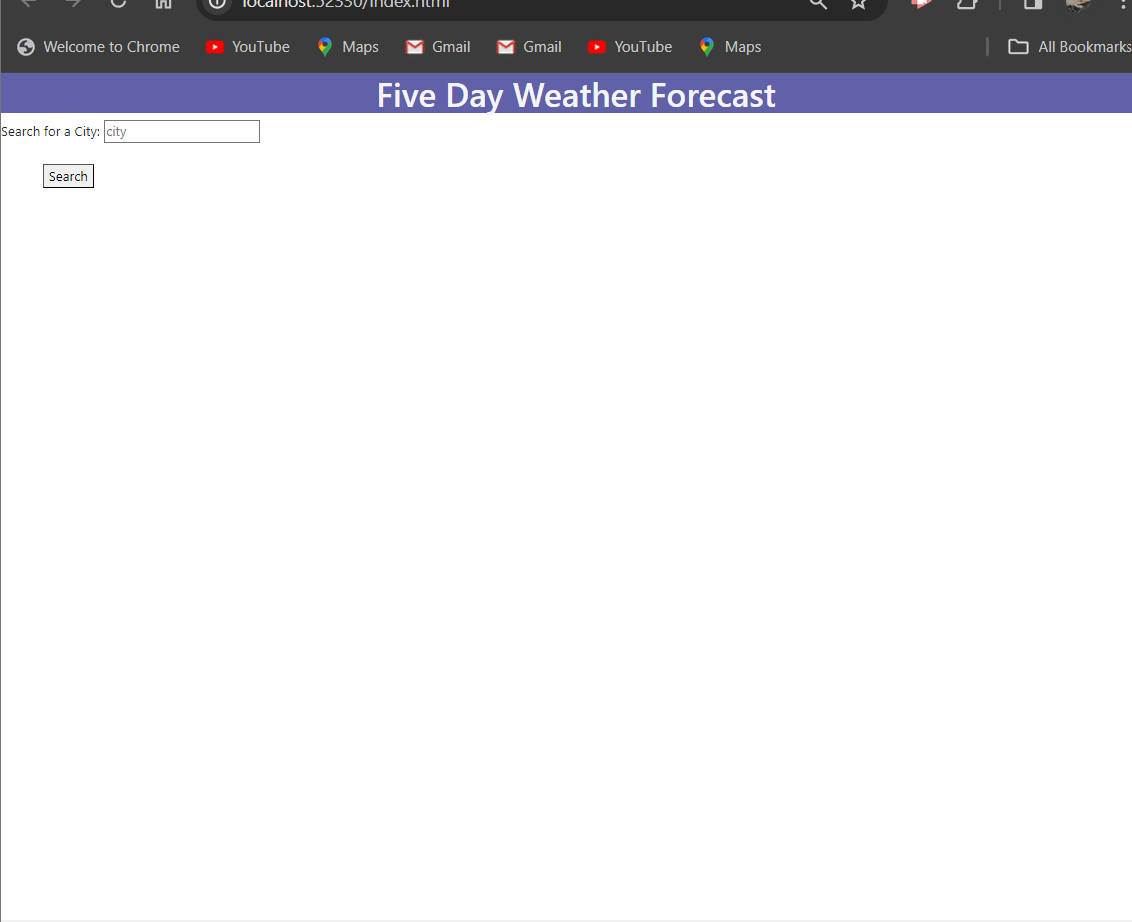 localhost:52330/index.html
Welcome to Chrome YouTube Maps Gmail Gmail YouTube Maps All Bookmarks
Five Day Weather Forecast
Search for a City: city
Search